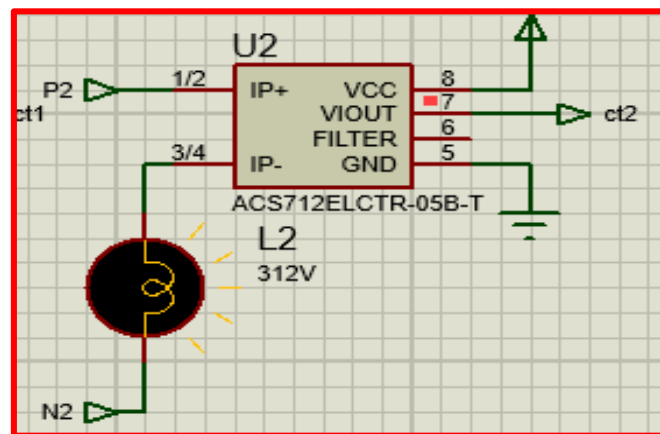 U2
P2 1/2 IP+ VCC 8
ct1 VIOUT 7 ct2
FILTER 6
3/4 IP- GND 5
ACS712ELCTR-05B-T
L2
312V
N2